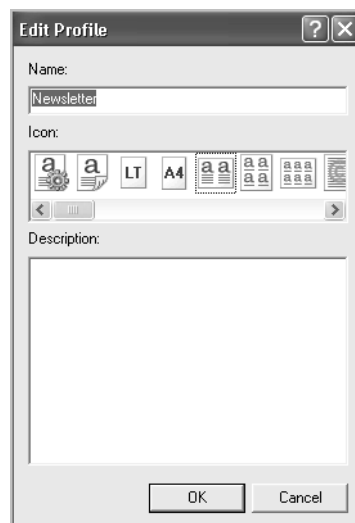 Edit Profile
Name:
Newsletter
Icon:
a a LT A4 a a a a a a a a a a a a
Description:
OK Cancel